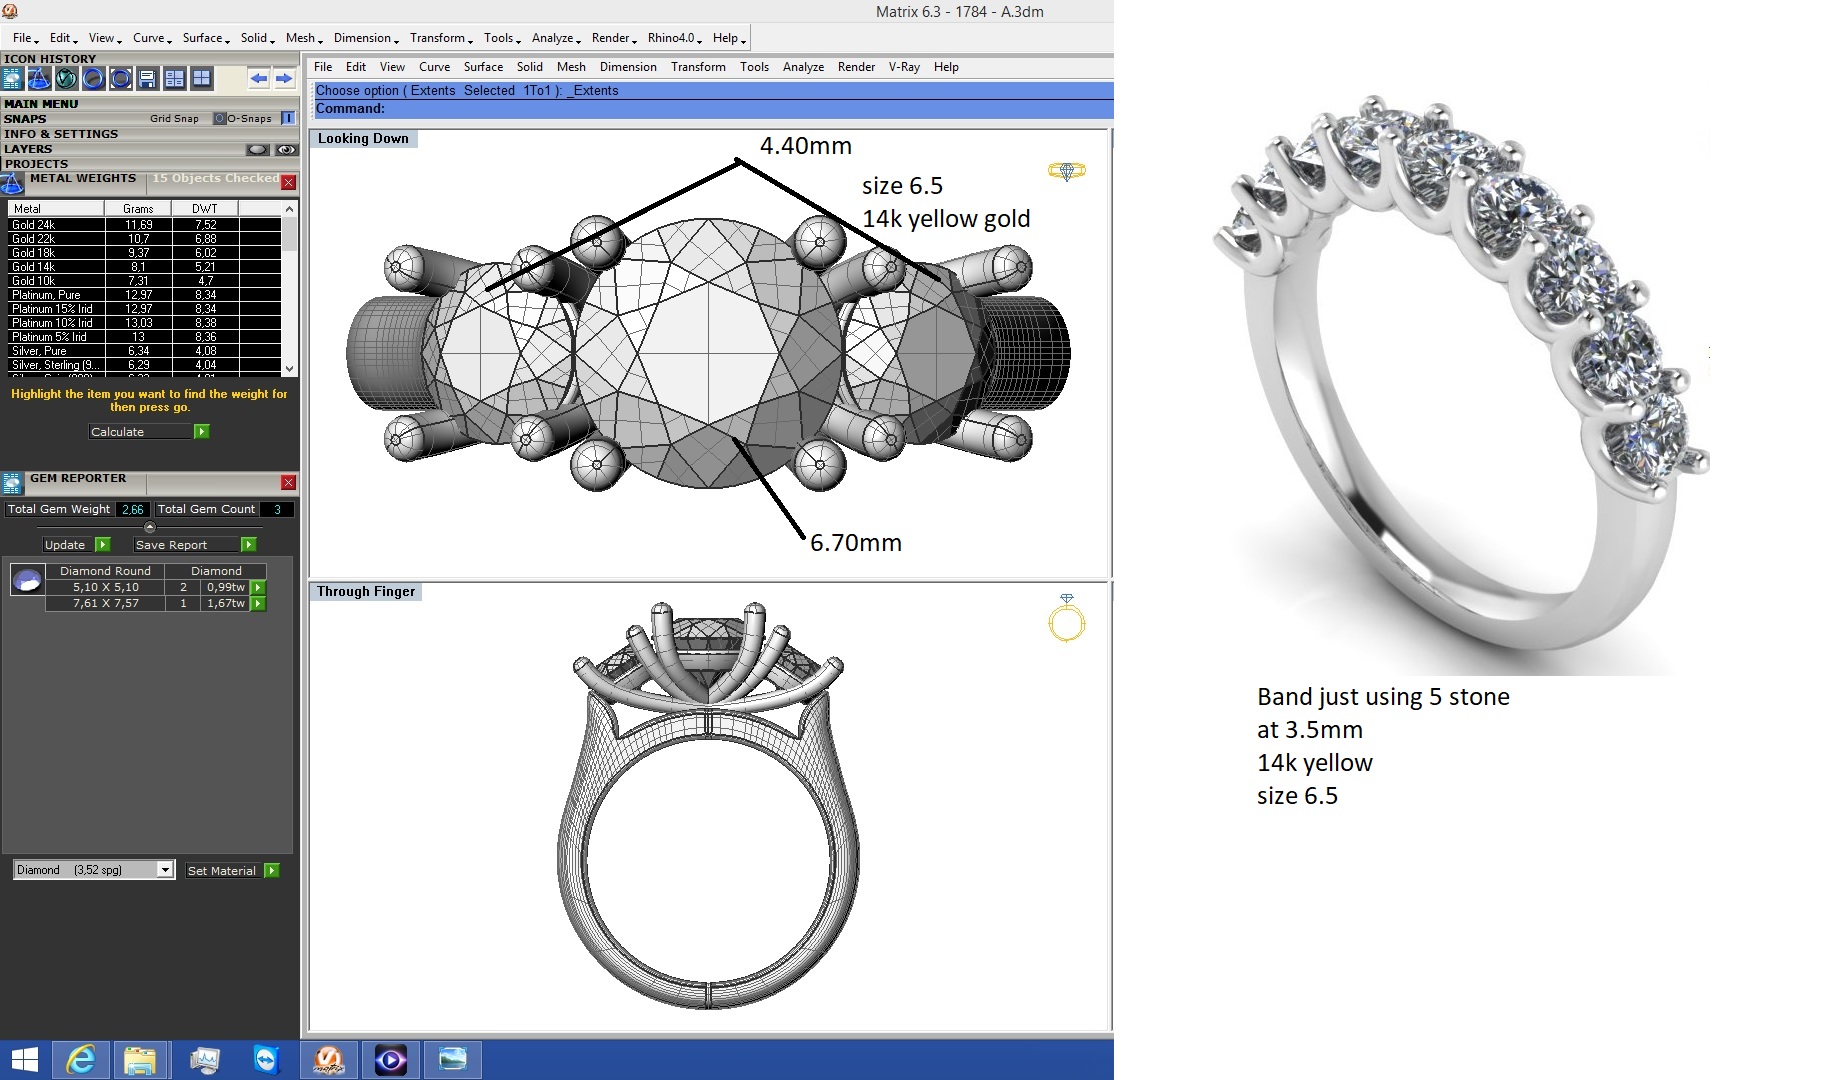 Matrix 6.3 - 1784 - A.3dm
File Edit View Curve Surface Solid Mesh Dimension Transform Tools Analyze Render Rhino4.0 Help
ICON HISTORY
MAIN MENU
SNAPS Grid Snap O-Snaps
INFO & SETTINGS
LAYERS
PROJECTS
METAL WEIGHTS 15 Objects Checked
Metal Grams DWT
Gold 24k 11,69 7,52
Gold 22k 10,7 6,88
Gold 18k 9,37 6,02
Gold 14k 8,1 5,21
Gold 10k 7,31 4,7
Platinum, Pure 12,97 8,34
Platinum 15% Irid 12,97 8,34
Platinum 10% Irid 13,03 8,38
Platinum 5% Irid 13 8,36
Silver, Pure 6,34 4,08
Silver, Sterling (9... 6,29 4,04
Highlight the item you want to find the weight for
then press go.
Calculate
GEM REPORTER
Total Gem Weight 2,66 Total Gem Count 3
Update Save Report
Diamond Round Diamond
5,10 X 5,10 2 0,99tw
7,61 X 7,57 1 1,67tw
Diamond (3,52 spg) Set Material
File Edit View Curve Surface Solid Mesh Dimension Transform Tools Analyze Render V-Ray Help
Choose option ( Extents Selected 1To1 ): _Extents
Command:
Looking Down
4.40mm
size 6.5
14k yellow gold
6.70mm
Through Finger
Band just using 5 stone
at 3.5mm
14k yellow
size 6.5